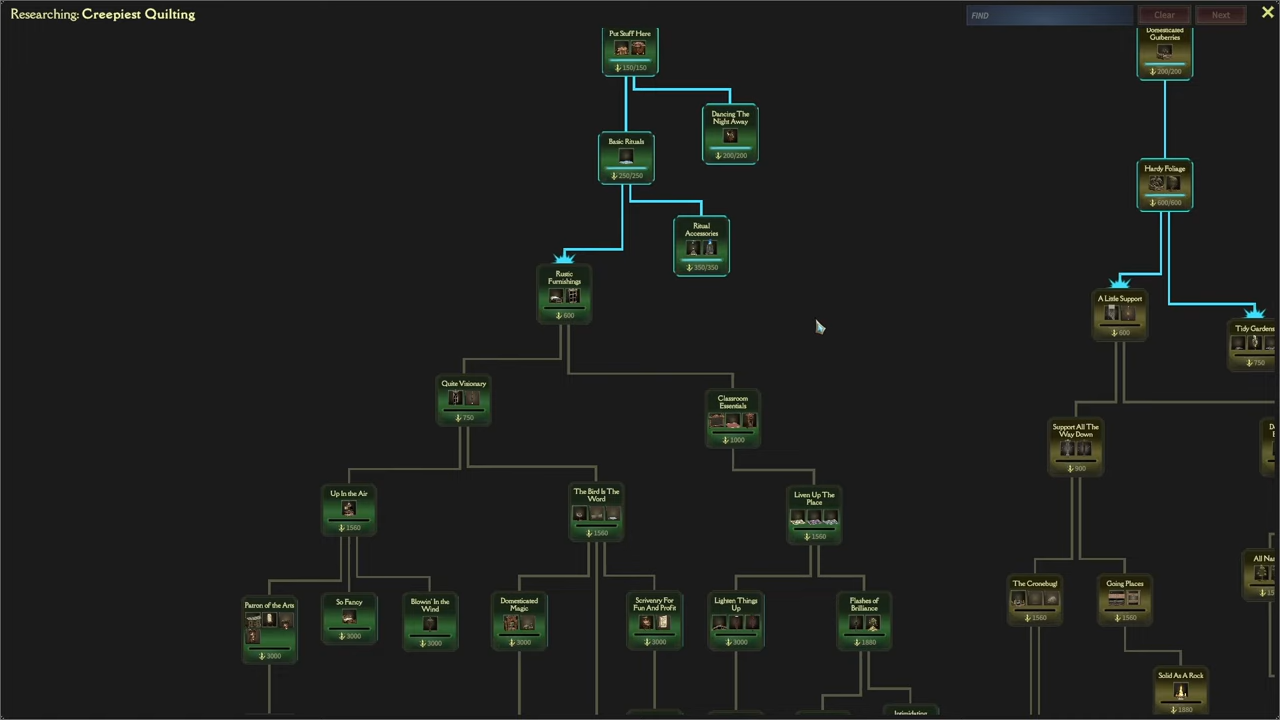 Researching: Creepiest Quilting
FIND
Clear
Next
Put Stuff Here
150/150
Domesticated
Gutberries
200/200
Dancing The
Night Away
200/200
Basic Rituals
250/250
Hardy Foliage
600/600
Ritual
Accessories
350/350
Rustic
Furnishings
600
A Little Support
600
Tidy Gardens
750
Quite Visionary
750
Classroom
Essentials
1000
Support All The
Way Down
900
Up In the Air
1560
The Bird Is The
Word
1560
Liven Up The
Place
1560
Patron of the Arts
3000
So Fancy
3000
Blowin' In the
Wind
3000
Domesticated
Magic
3000
Scrivenry For
Fun And Profit
3000
Lighten Things
Up
3000
Flashes of
Brilliance
1880
The Cronebug!
1560
Going Places
1560
All Na
Solid As A Rock
1880
Intimidating